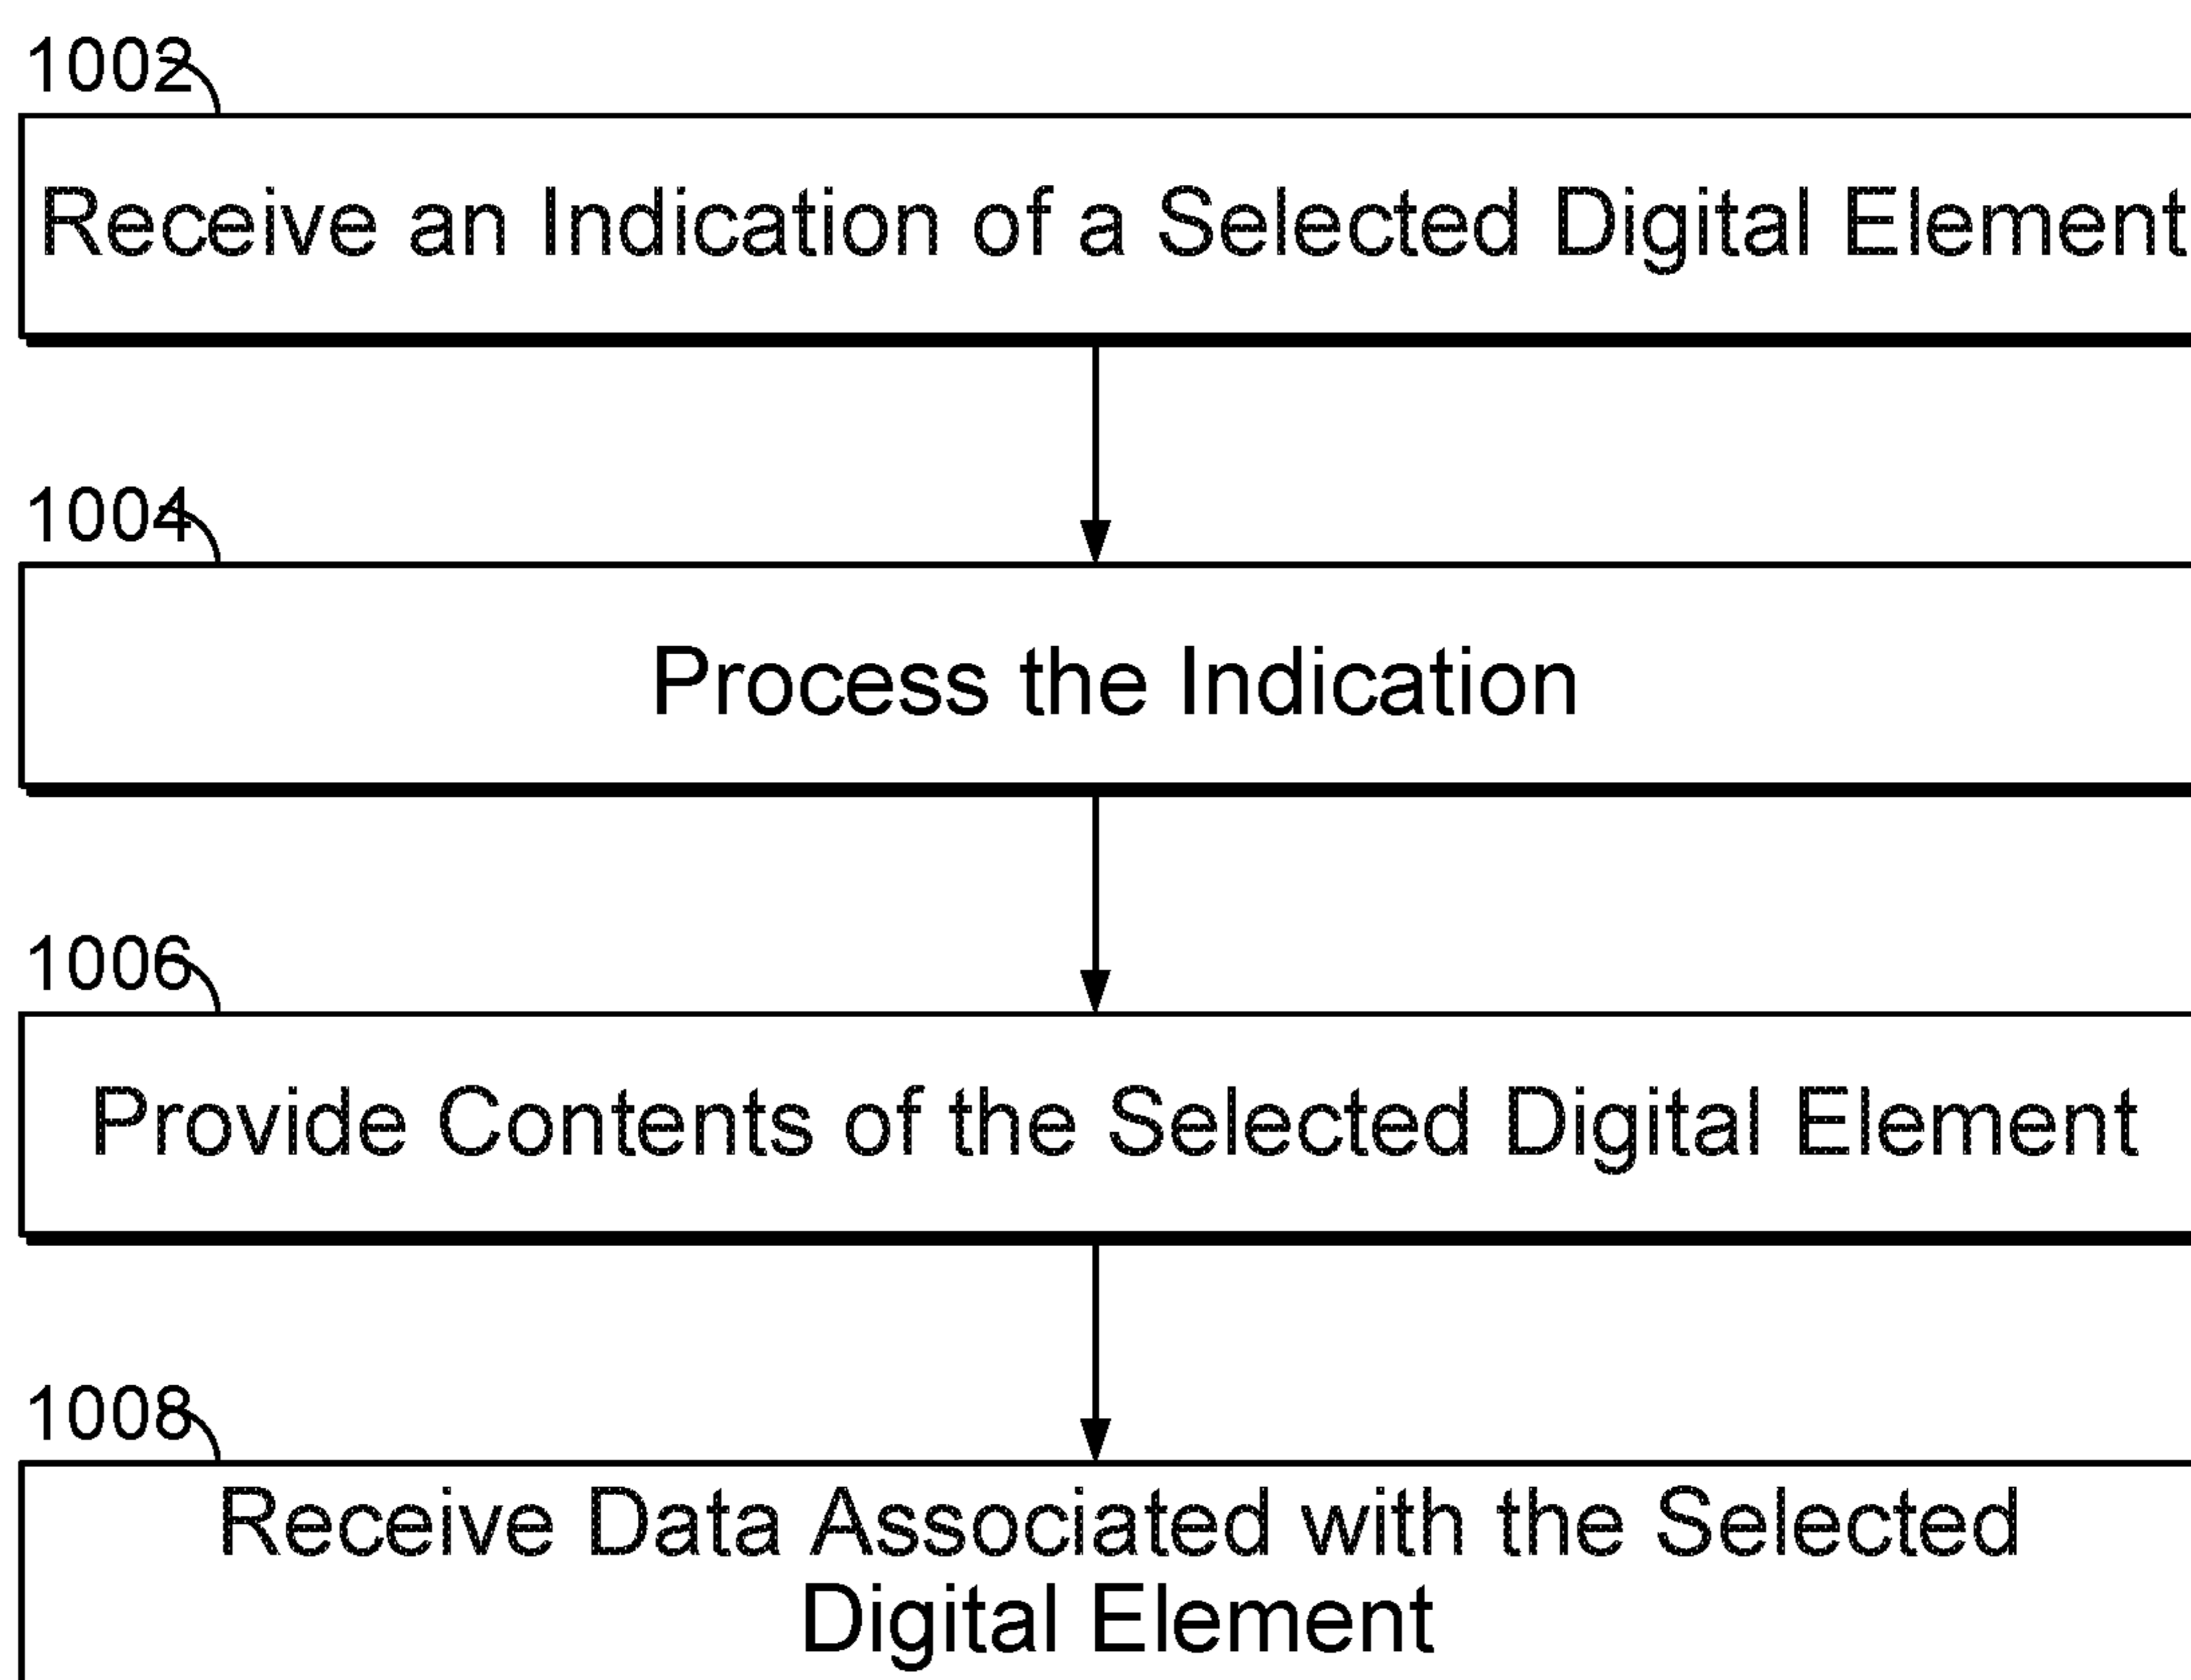 1002
Receive an Indication of a Selected Digital Element
1004
Process the Indication
1006
Provide Contents of the Selected Digital Element
1008
Receive Data Associated with the Selected
Digital Element